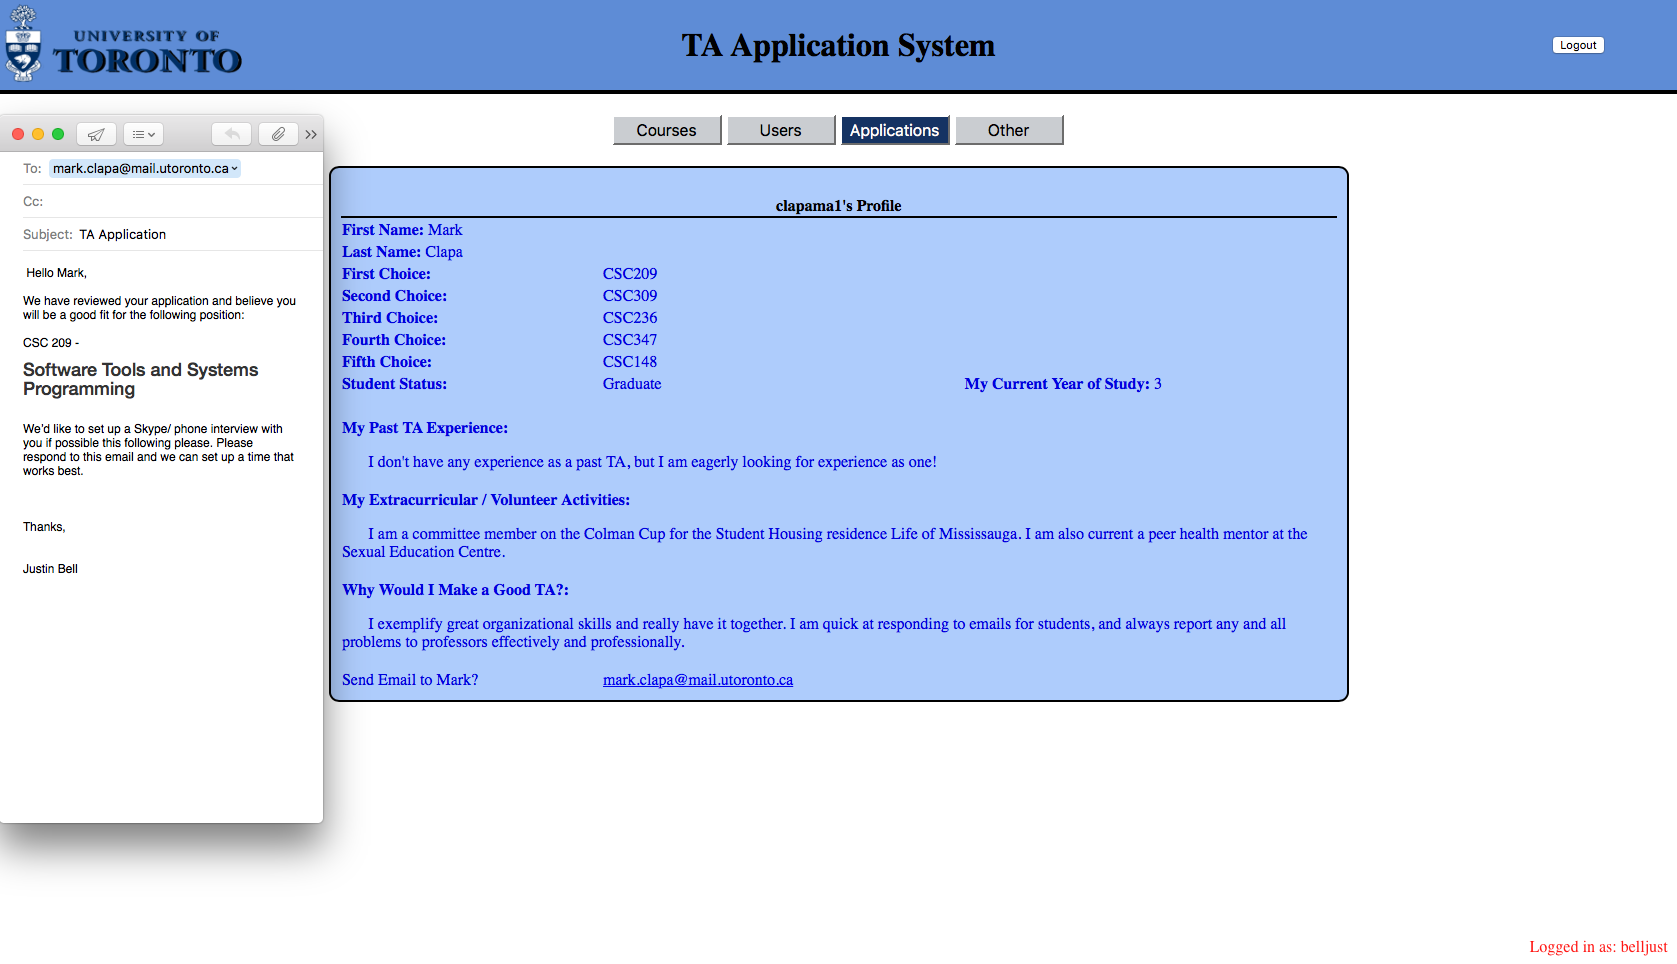 UNIVERSITY OF
TORONTO
TA Application System
Logout
Courses
Users
Applications
Other
To: mark.clapa@mail.utoronto.ca
Cc:
Subject: TA Application
Hello Mark,
We have reviewed your application and believe you
will be a good fit for the following position:
CSC 209 -
Software Tools and Systems
Programming
We'd like to set up a Skype/ phone interview with
you if possible this following please. Please
respond to this email and we can set up a time that
works best.
Thanks,
Justin Bell
clapama1's Profile
First Name: Mark
Last Name: Clapa
First Choice: CSC209
Second Choice: CSC309
Third Choice: CSC236
Fourth Choice: CSC347
Fifth Choice: CSC148
Student Status: Graduate My Current Year of Study: 3
My Past TA Experience:
I don't have any experience as a past TA, but I am eagerly looking for experience as one!
My Extracurricular / Volunteer Activities:
I am a committee member on the Colman Cup for the Student Housing residence Life of Mississauga. I am also current a peer health mentor at the
Sexual Education Centre.
Why Would I Make a Good TA?:
I exemplify great organizational skills and really have it together. I am quick at responding to emails for students, and always report any and all
problems to professors effectively and professionally.
Send Email to Mark? mark.clapa@mail.utoronto.ca
Logged in as: belljust